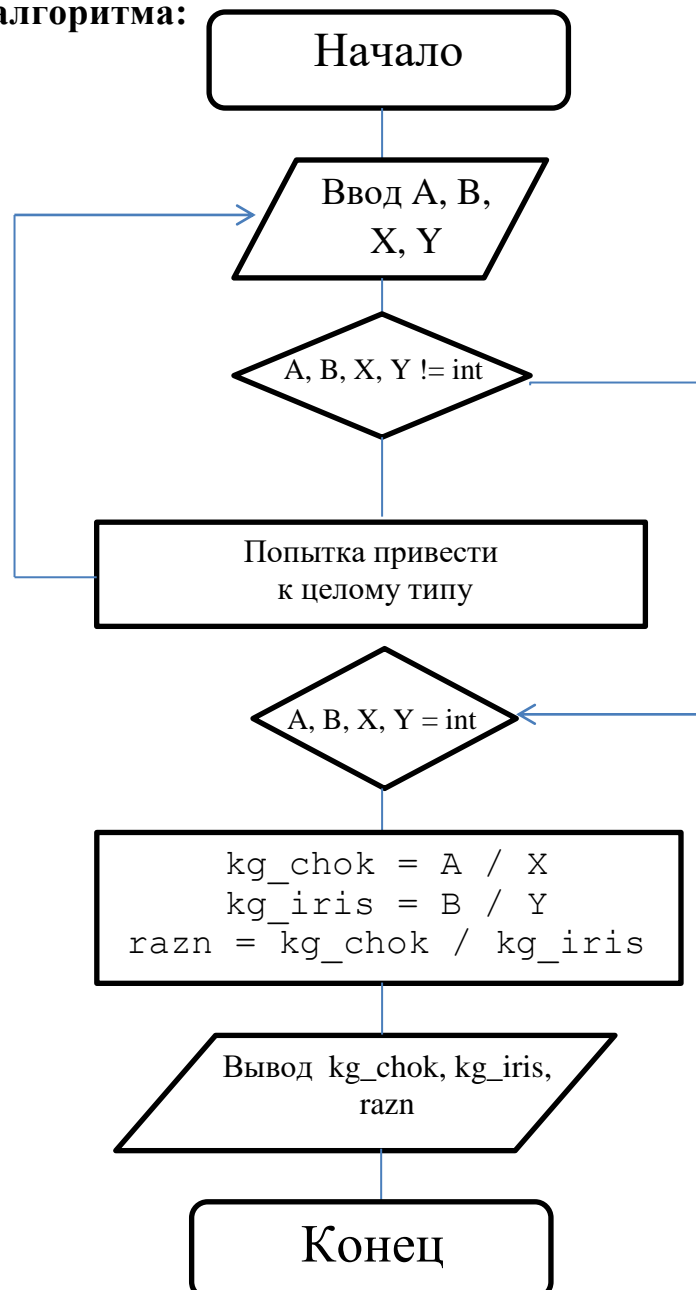 алгоритма:
Начало
Ввод A, B,
X, Y
A, B, X, Y != int
Попытка привести
к целому типу
A, B, X, Y = int
kg_chok = A / X
kg_iris = B / Y
razn = kg_chok / kg_iris
Вывод kg_chok, kg_iris,
razn
Конец